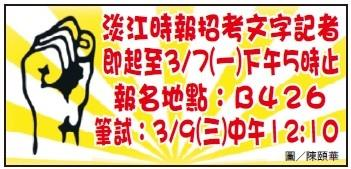 淡江時報招考文字記者
即起至3/7(一)下午5時止
報名地點：B426
筆試：3/9(三)中午12:10
圖／陳頤華